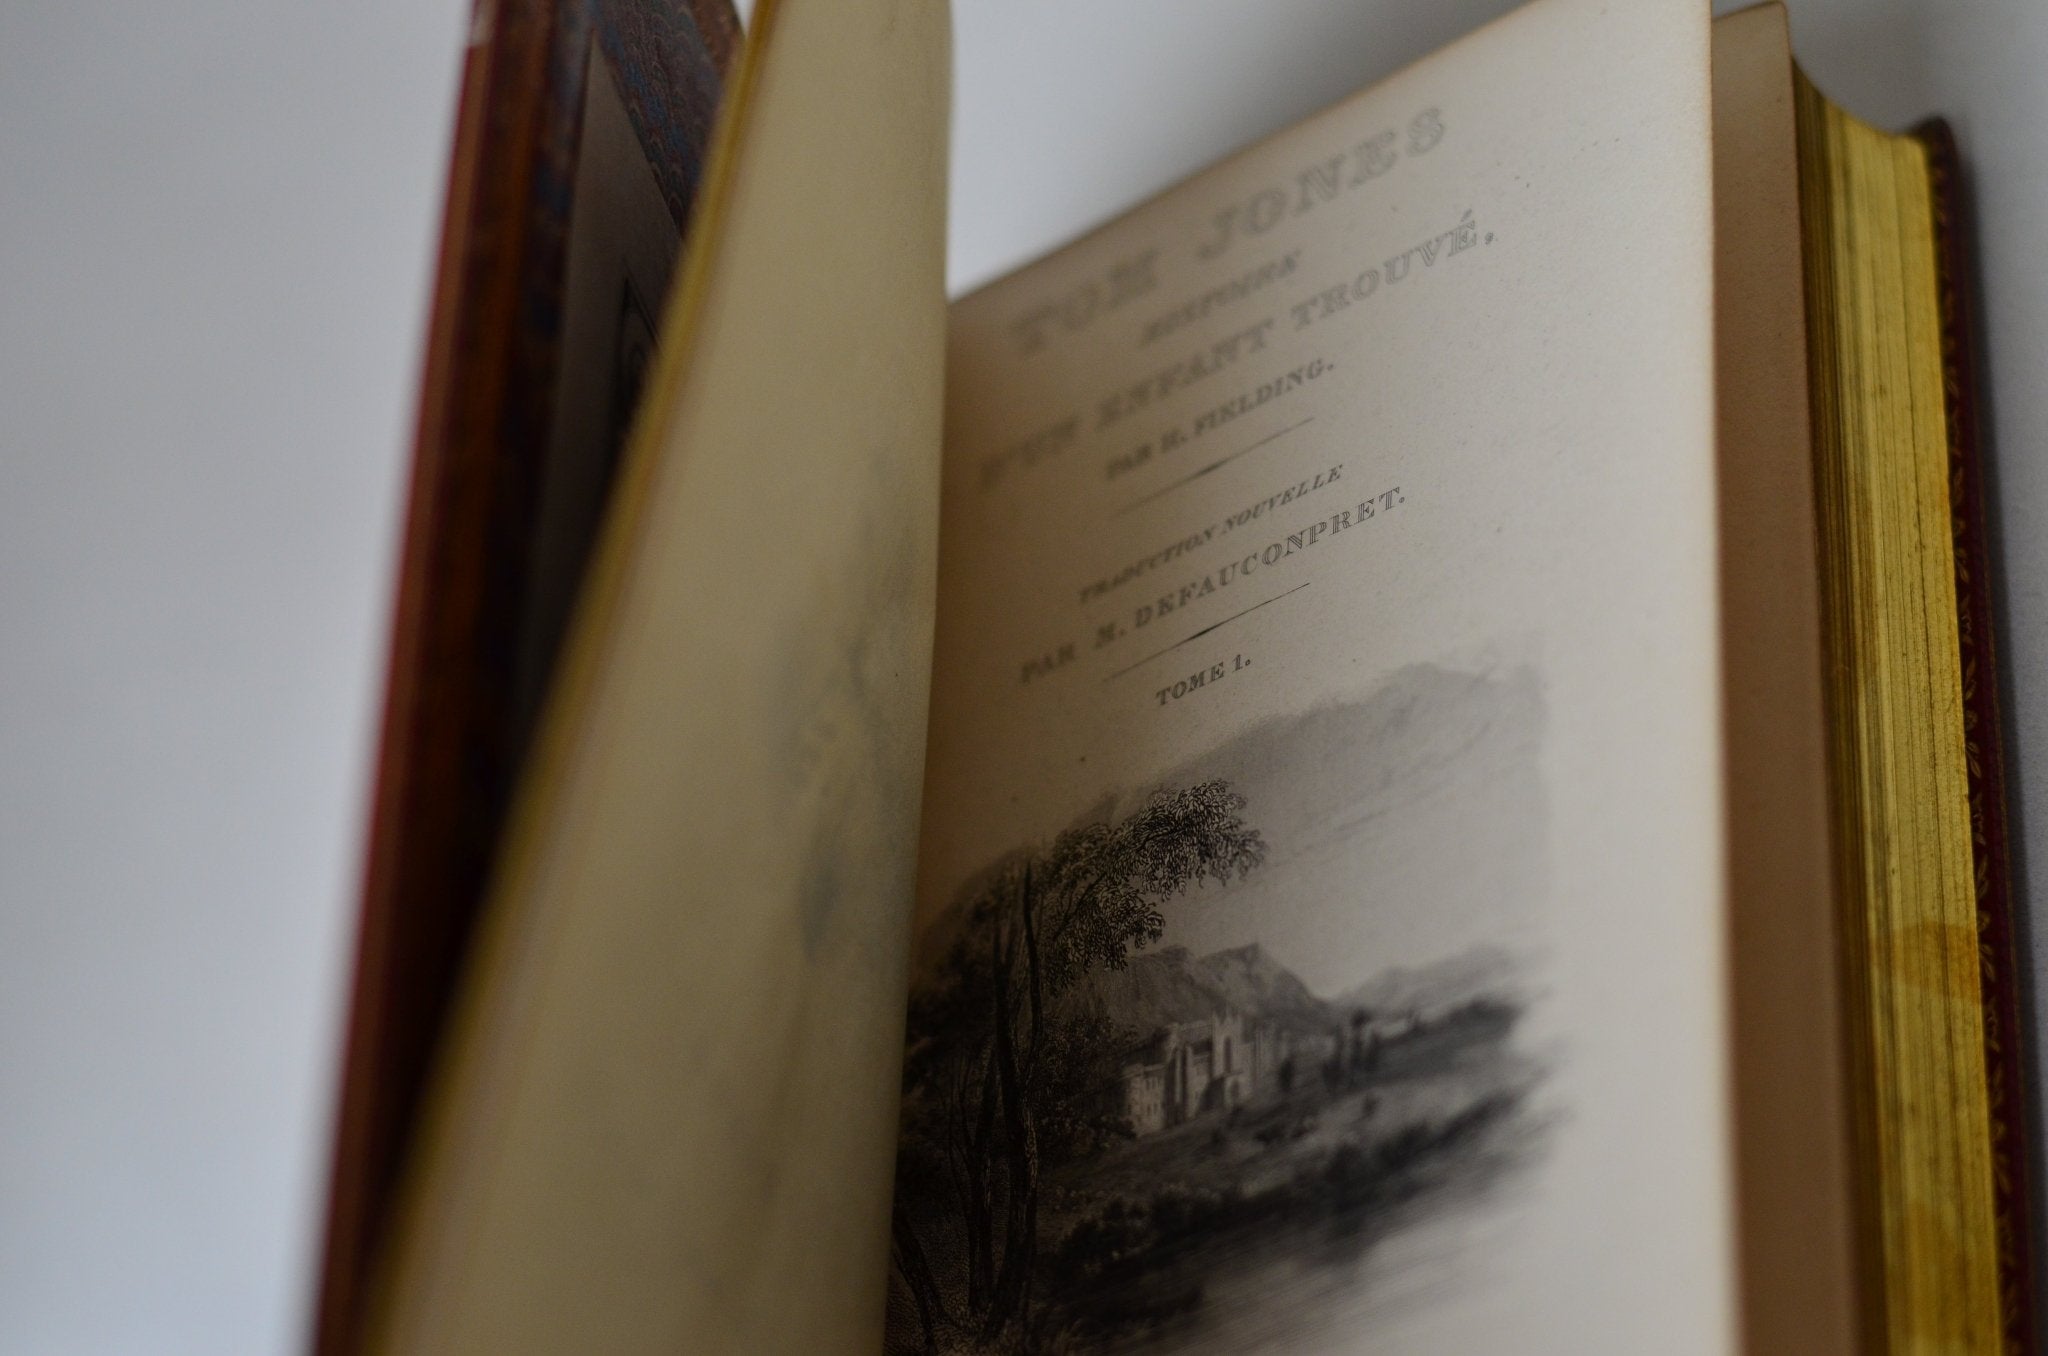 TOM JONES
HISTOIRE
D'UN ENFANT TROUVÉ,
PAR H. FIELDING.
TRADUCTION NOUVELLE
PAR M. DEFAUCONPRET.
TOME 1.